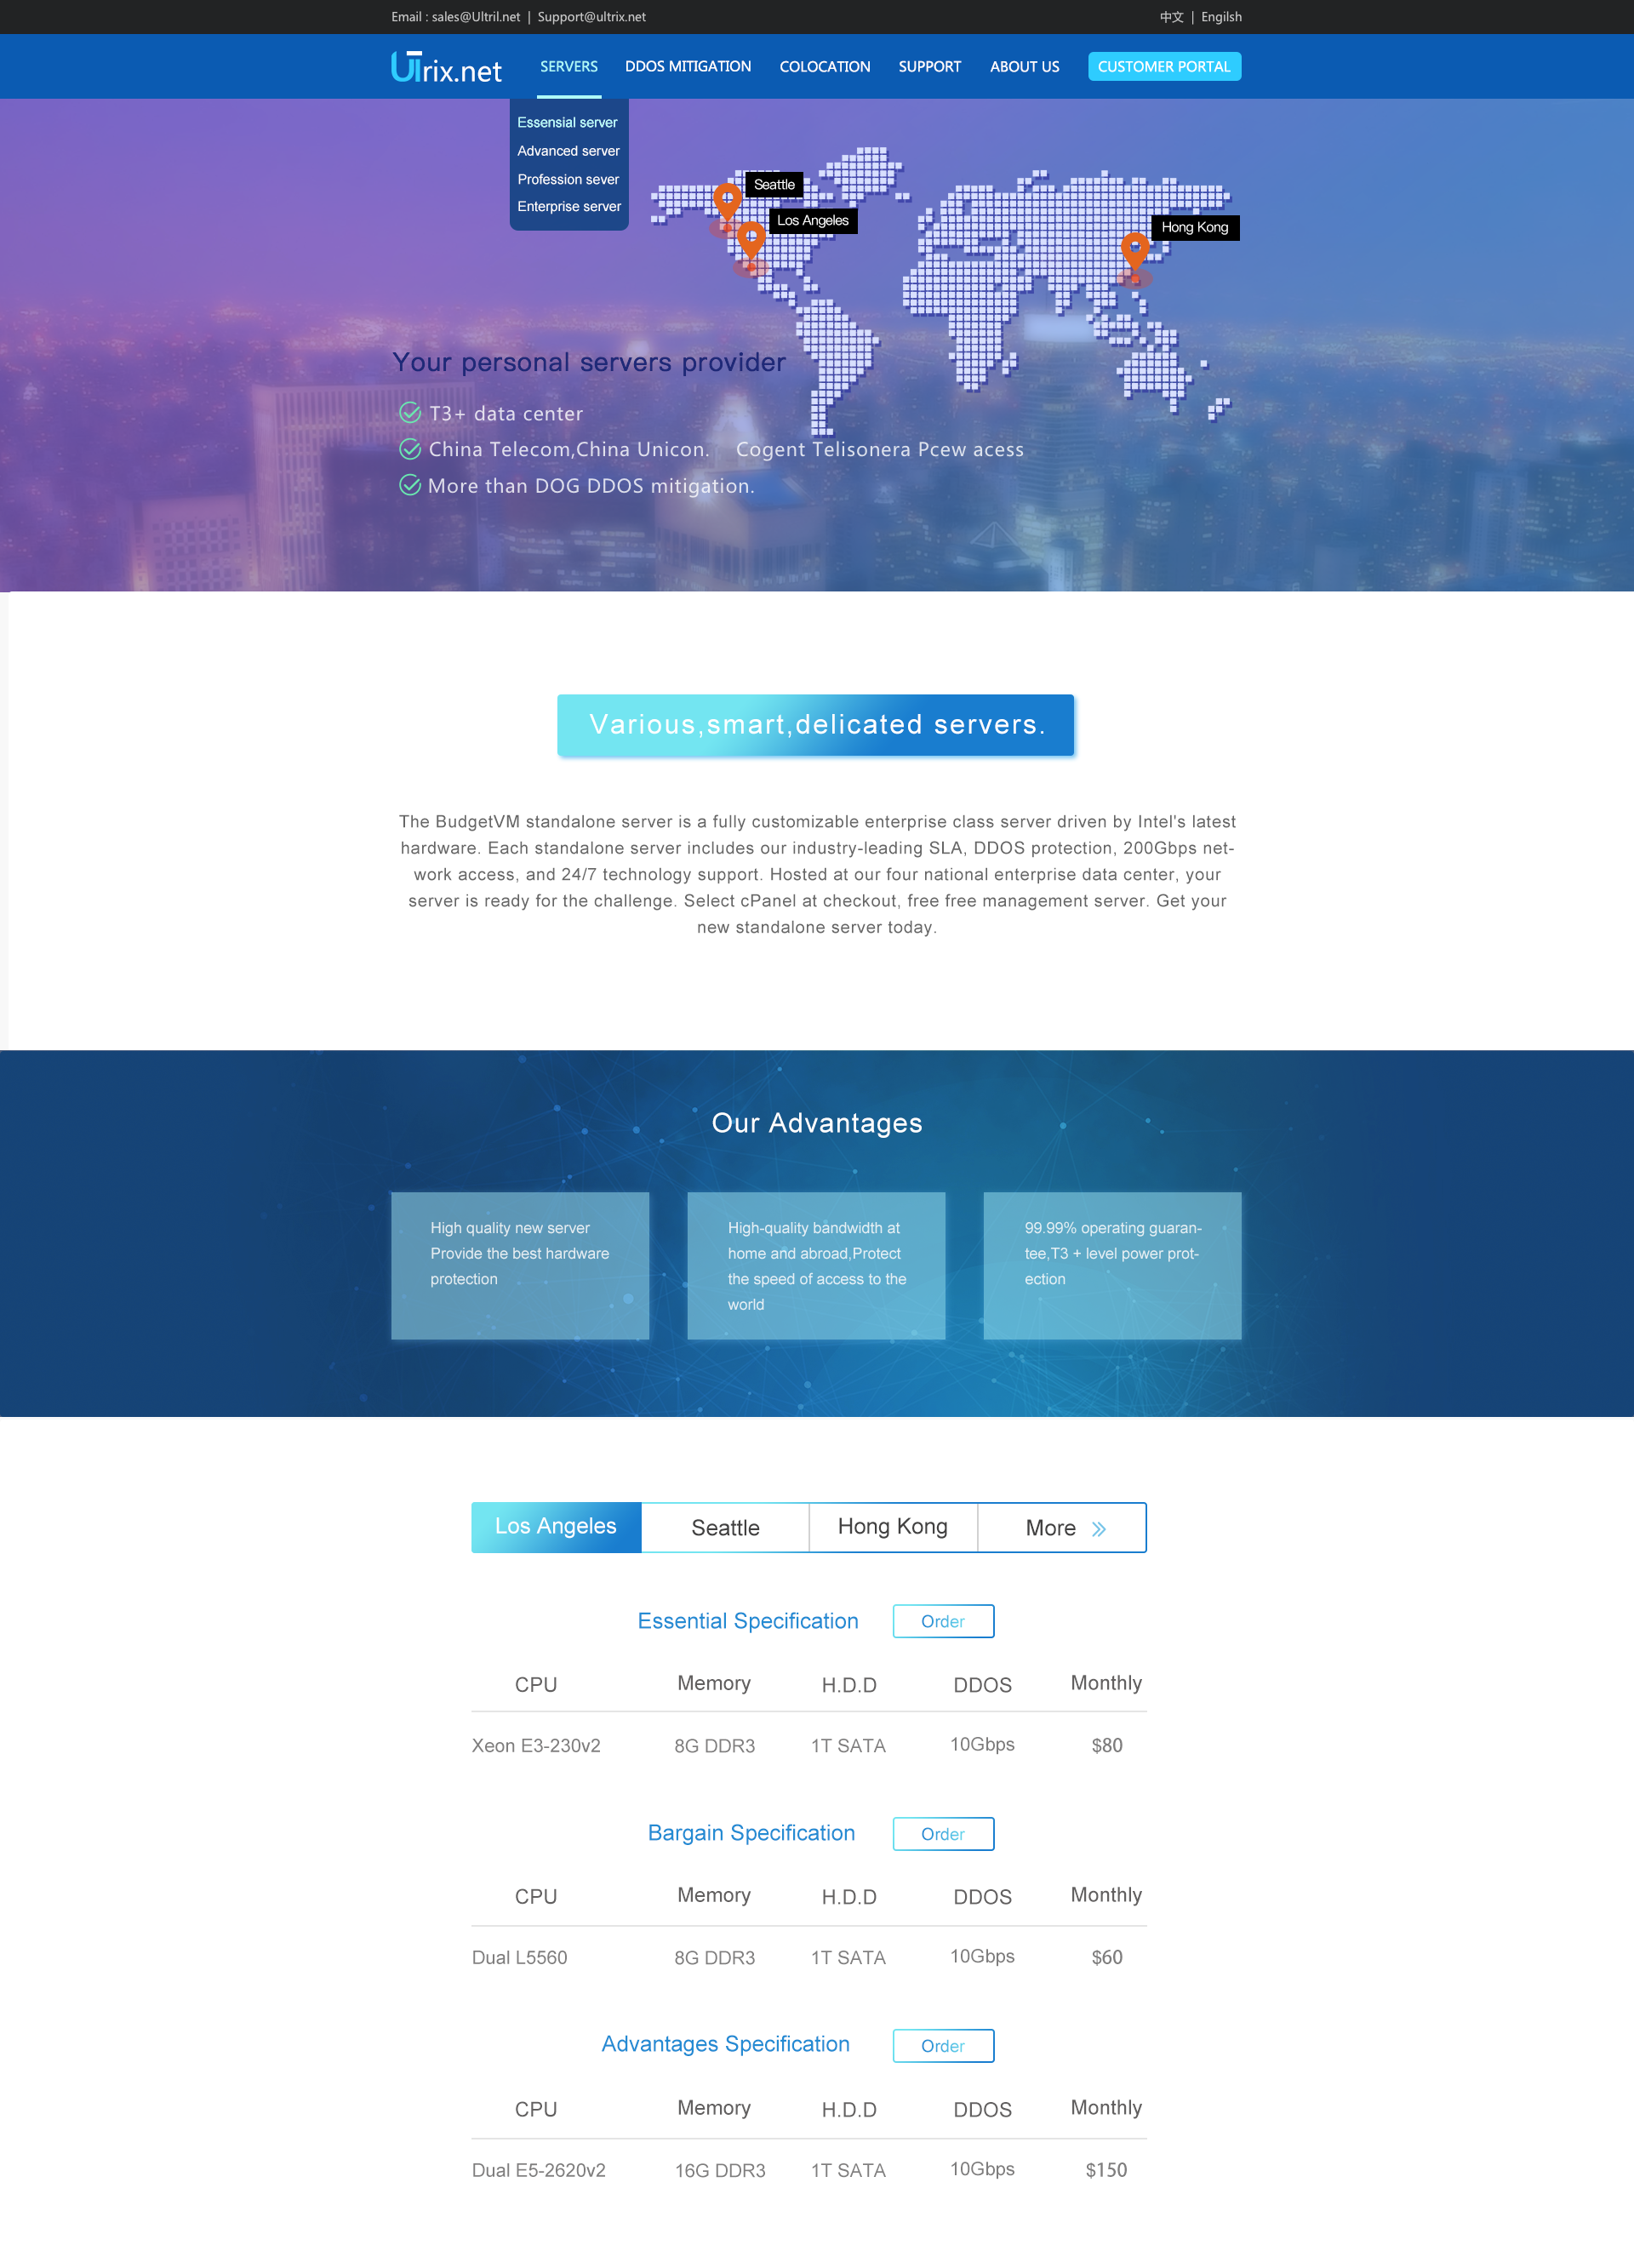 Email : sales@Ultril.net | Support@ultrix.net
中文 | Engilsh
Ultrix.net
SERVERS
DDOS MITIGATION
COLOCATION
SUPPORT
ABOUT US
CUSTOMER PORTAL
Essensial server
Advanced server
Profession sever
Enterprise server
Seattle
Los Angeles
Hong Kong
Your personal servers provider
T3+ data center
China Telecom,China Unicon. Cogent Telisonera Pcew acess
More than DOG DDOS mitigation.
Various,smart,delicated servers.
The BudgetVM standalone server is a fully customizable enterprise class server driven by Intel's latest
hardware. Each standalone server includes our industry-leading SLA, DDOS protection, 200Gbps net-
work access, and 24/7 technology support. Hosted at our four national enterprise data center, your
server is ready for the challenge. Select cPanel at checkout, free free management server. Get your
new standalone server today.
Our Advantages
High quality new server
Provide the best hardware
protection
High-quality bandwidth at
home and abroad,Protect
the speed of access to the
world
99.99% operating guaran-
tee,T3 + level power prot-
ection
Los Angeles
Seattle
Hong Kong
More
Essential Specification
Order
CPU Memory H.D.D DDOS Monthly
Xeon E3-230v2 8G DDR3 1T SATA 10Gbps $80
Bargain Specification
Order
CPU Memory H.D.D DDOS Monthly
Dual L5560 8G DDR3 1T SATA 10Gbps $60
Advantages Specification
Order
CPU Memory H.D.D DDOS Monthly
Dual E5-2620v2 16G DDR3 1T SATA 10Gbps $150